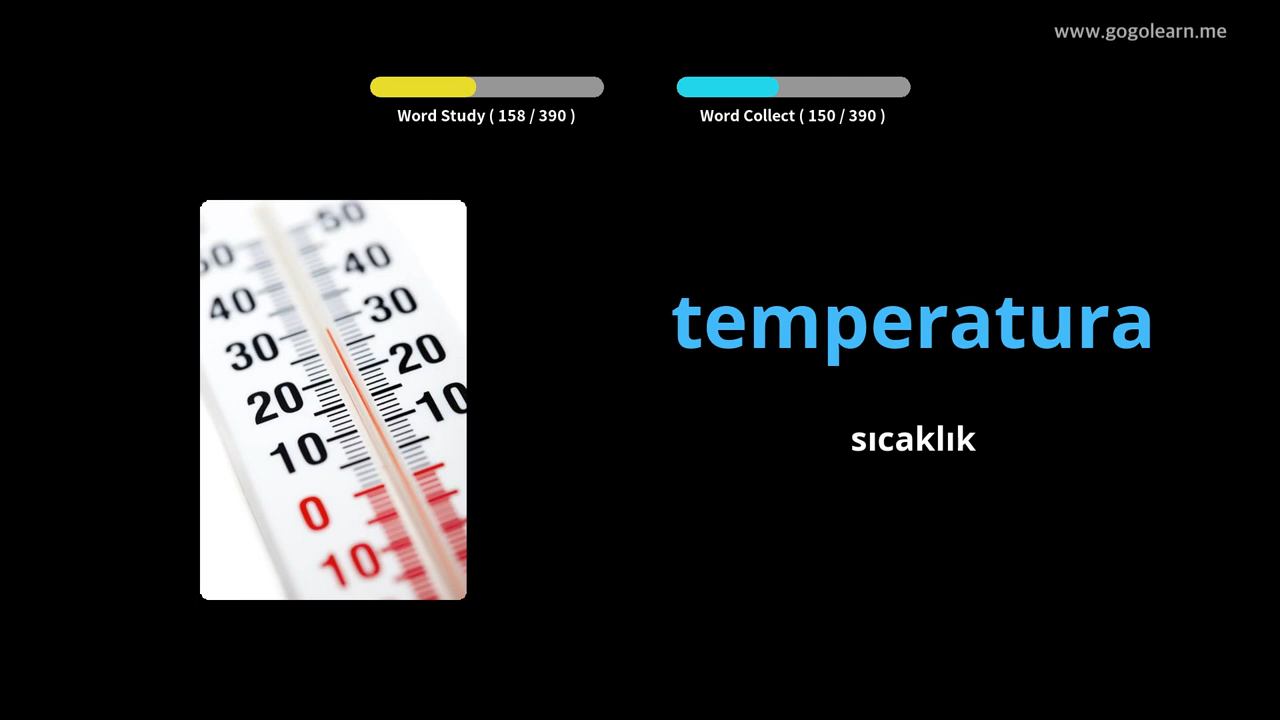 www.gogolearn.me
Word Study ( 158 / 390 )
Word Collect ( 150 / 390 )
50
50
40
40
30
30
20
20
10
10
0
10
temperatura
sıcaklık